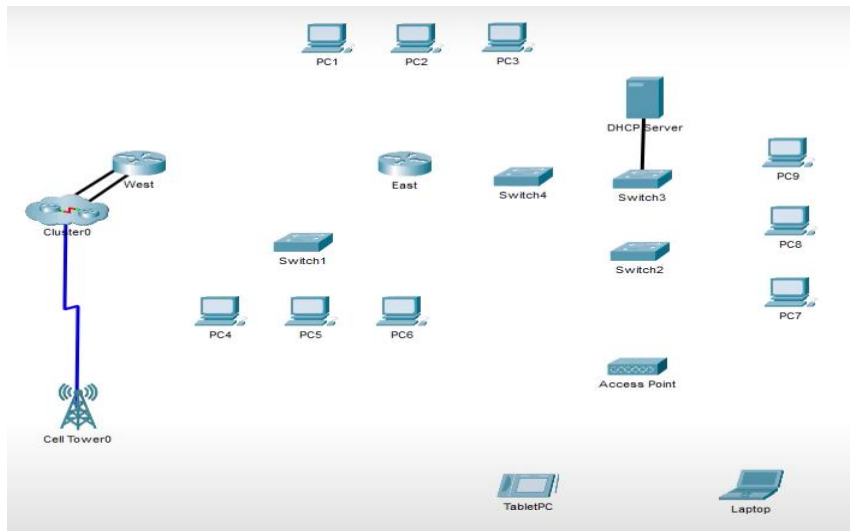 PC1
PC2
PC3
DHCP Server
PC9
West
East
Switch4
Switch3
Cluster0
PC8
Switch1
Switch2
PC7
PC4
PC5
PC6
Access Point
Cell Tower0
TabletPC
Laptop